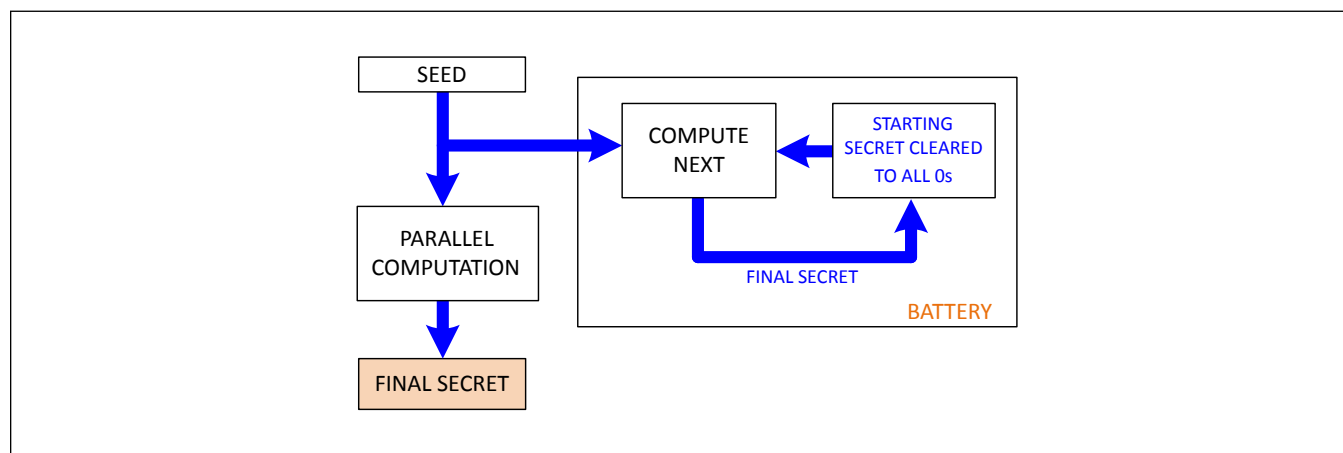 SEED
COMPUTE
NEXT
STARTING
SECRET CLEARED
TO ALL 0s
PARALLEL
COMPUTATION
FINAL SECRET
BATTERY
FINAL SECRET